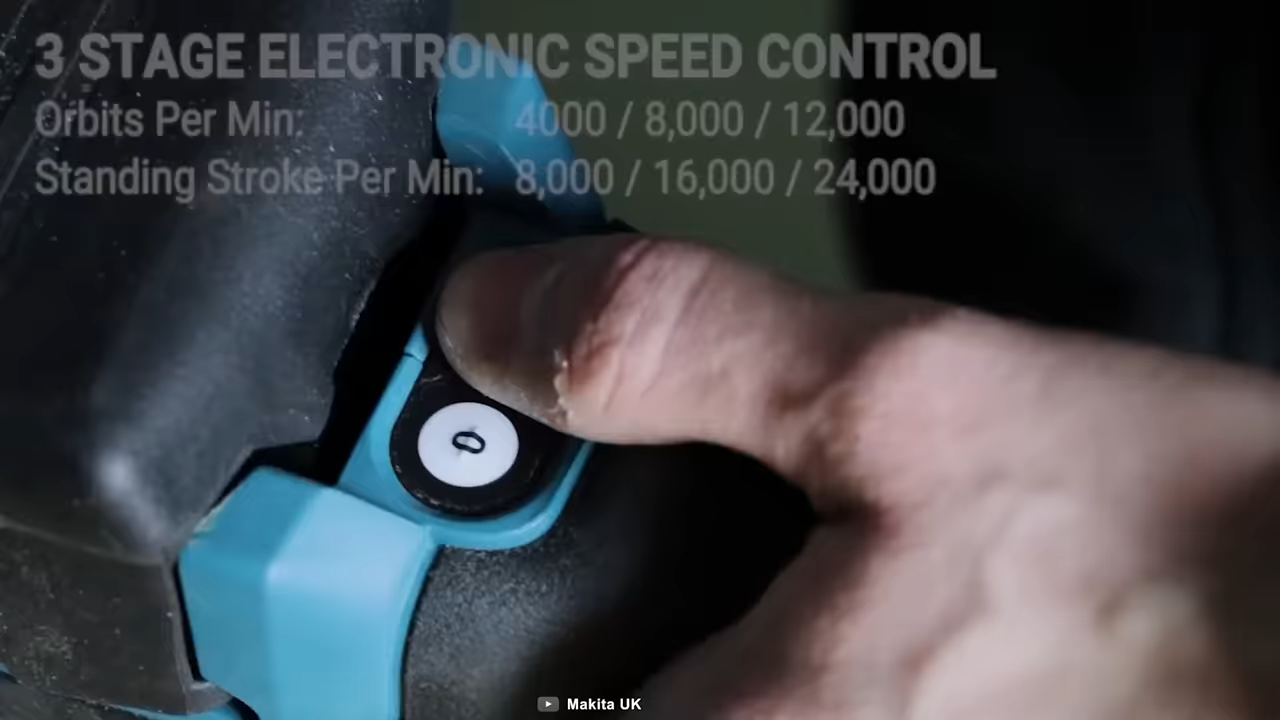 3 STAGE ELECTRONIC SPEED CONTROL
Orbits Per Min: 4000 / 8,000 / 12,000
Standing Stroke Per Min: 8,000 / 16,000 / 24,000
0
Makita UK